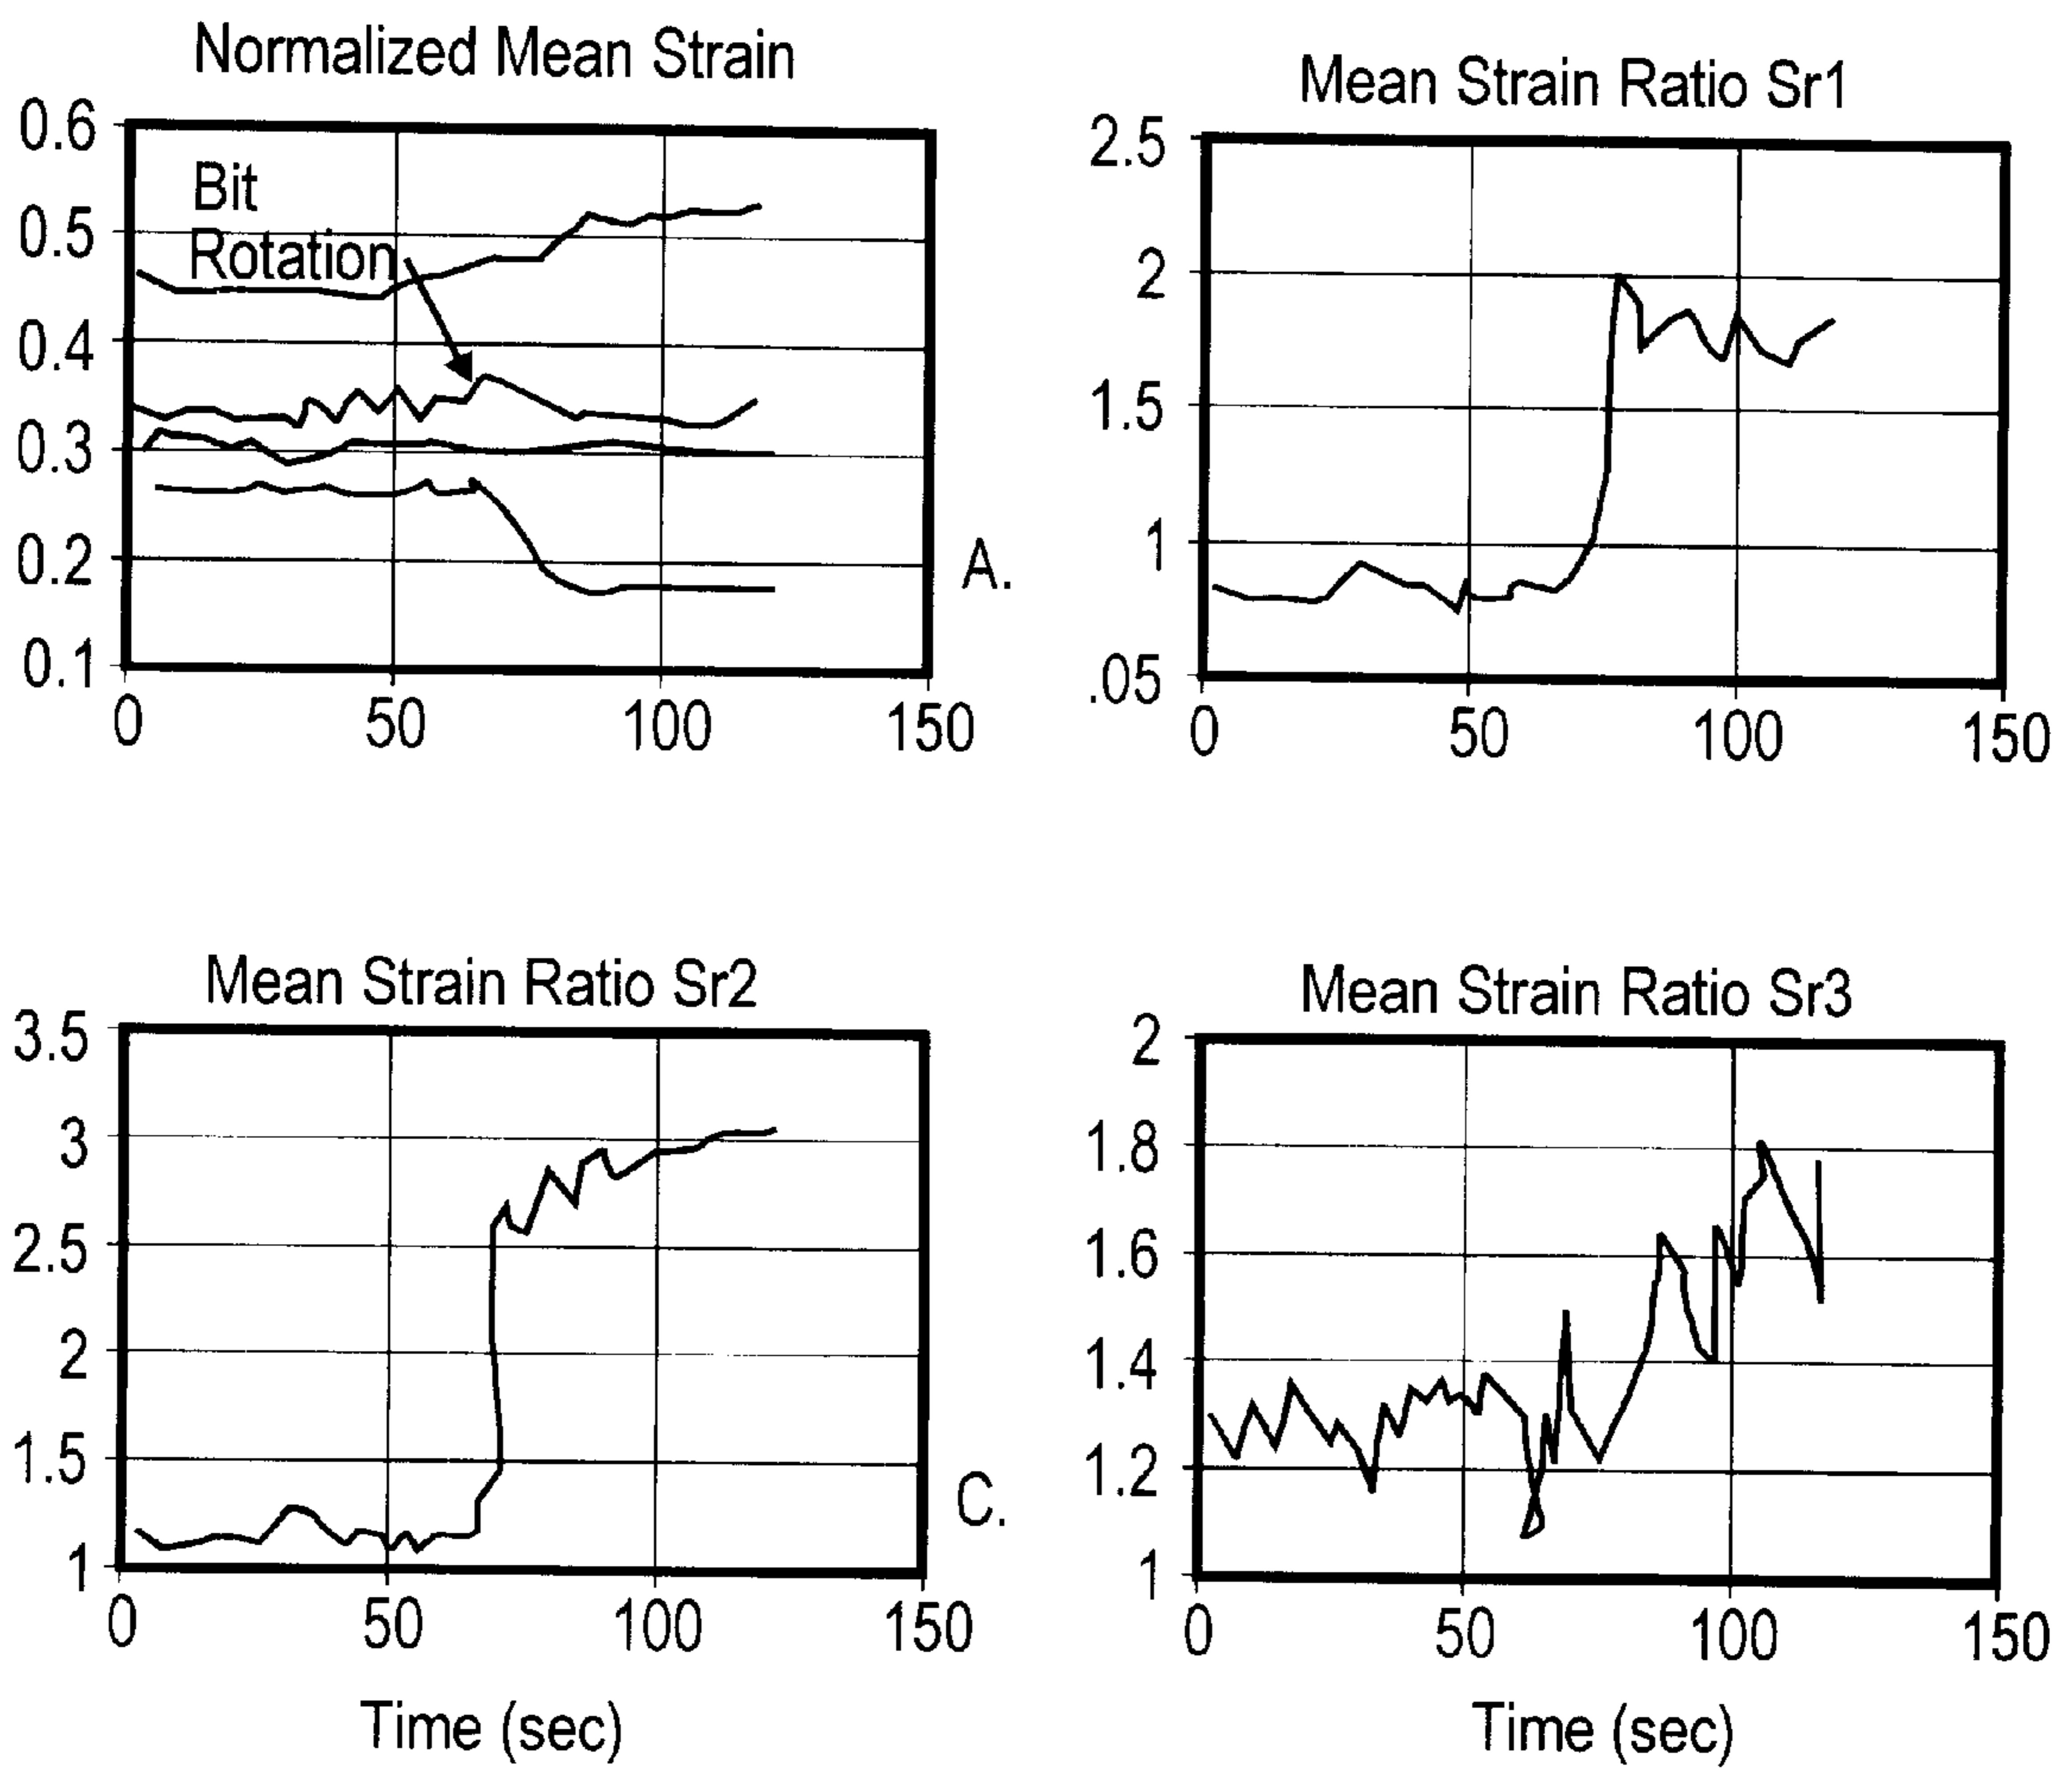 Normalized Mean Strain
0.6
0.5
0.4
0.3
0.2
0.1
Bit
Rotation
0 50 100 150
A.
Mean Strain Ratio Sr1
2.5
2
1.5
1
.05
0 50 100 150
Mean Strain Ratio Sr2
3.5
3
2.5
2
1.5
1
0 50 100 150
Time (sec)
C.
Mean Strain Ratio Sr3
2
1.8
1.6
1.4
1.2
1
0 50 100 150
Time (sec)